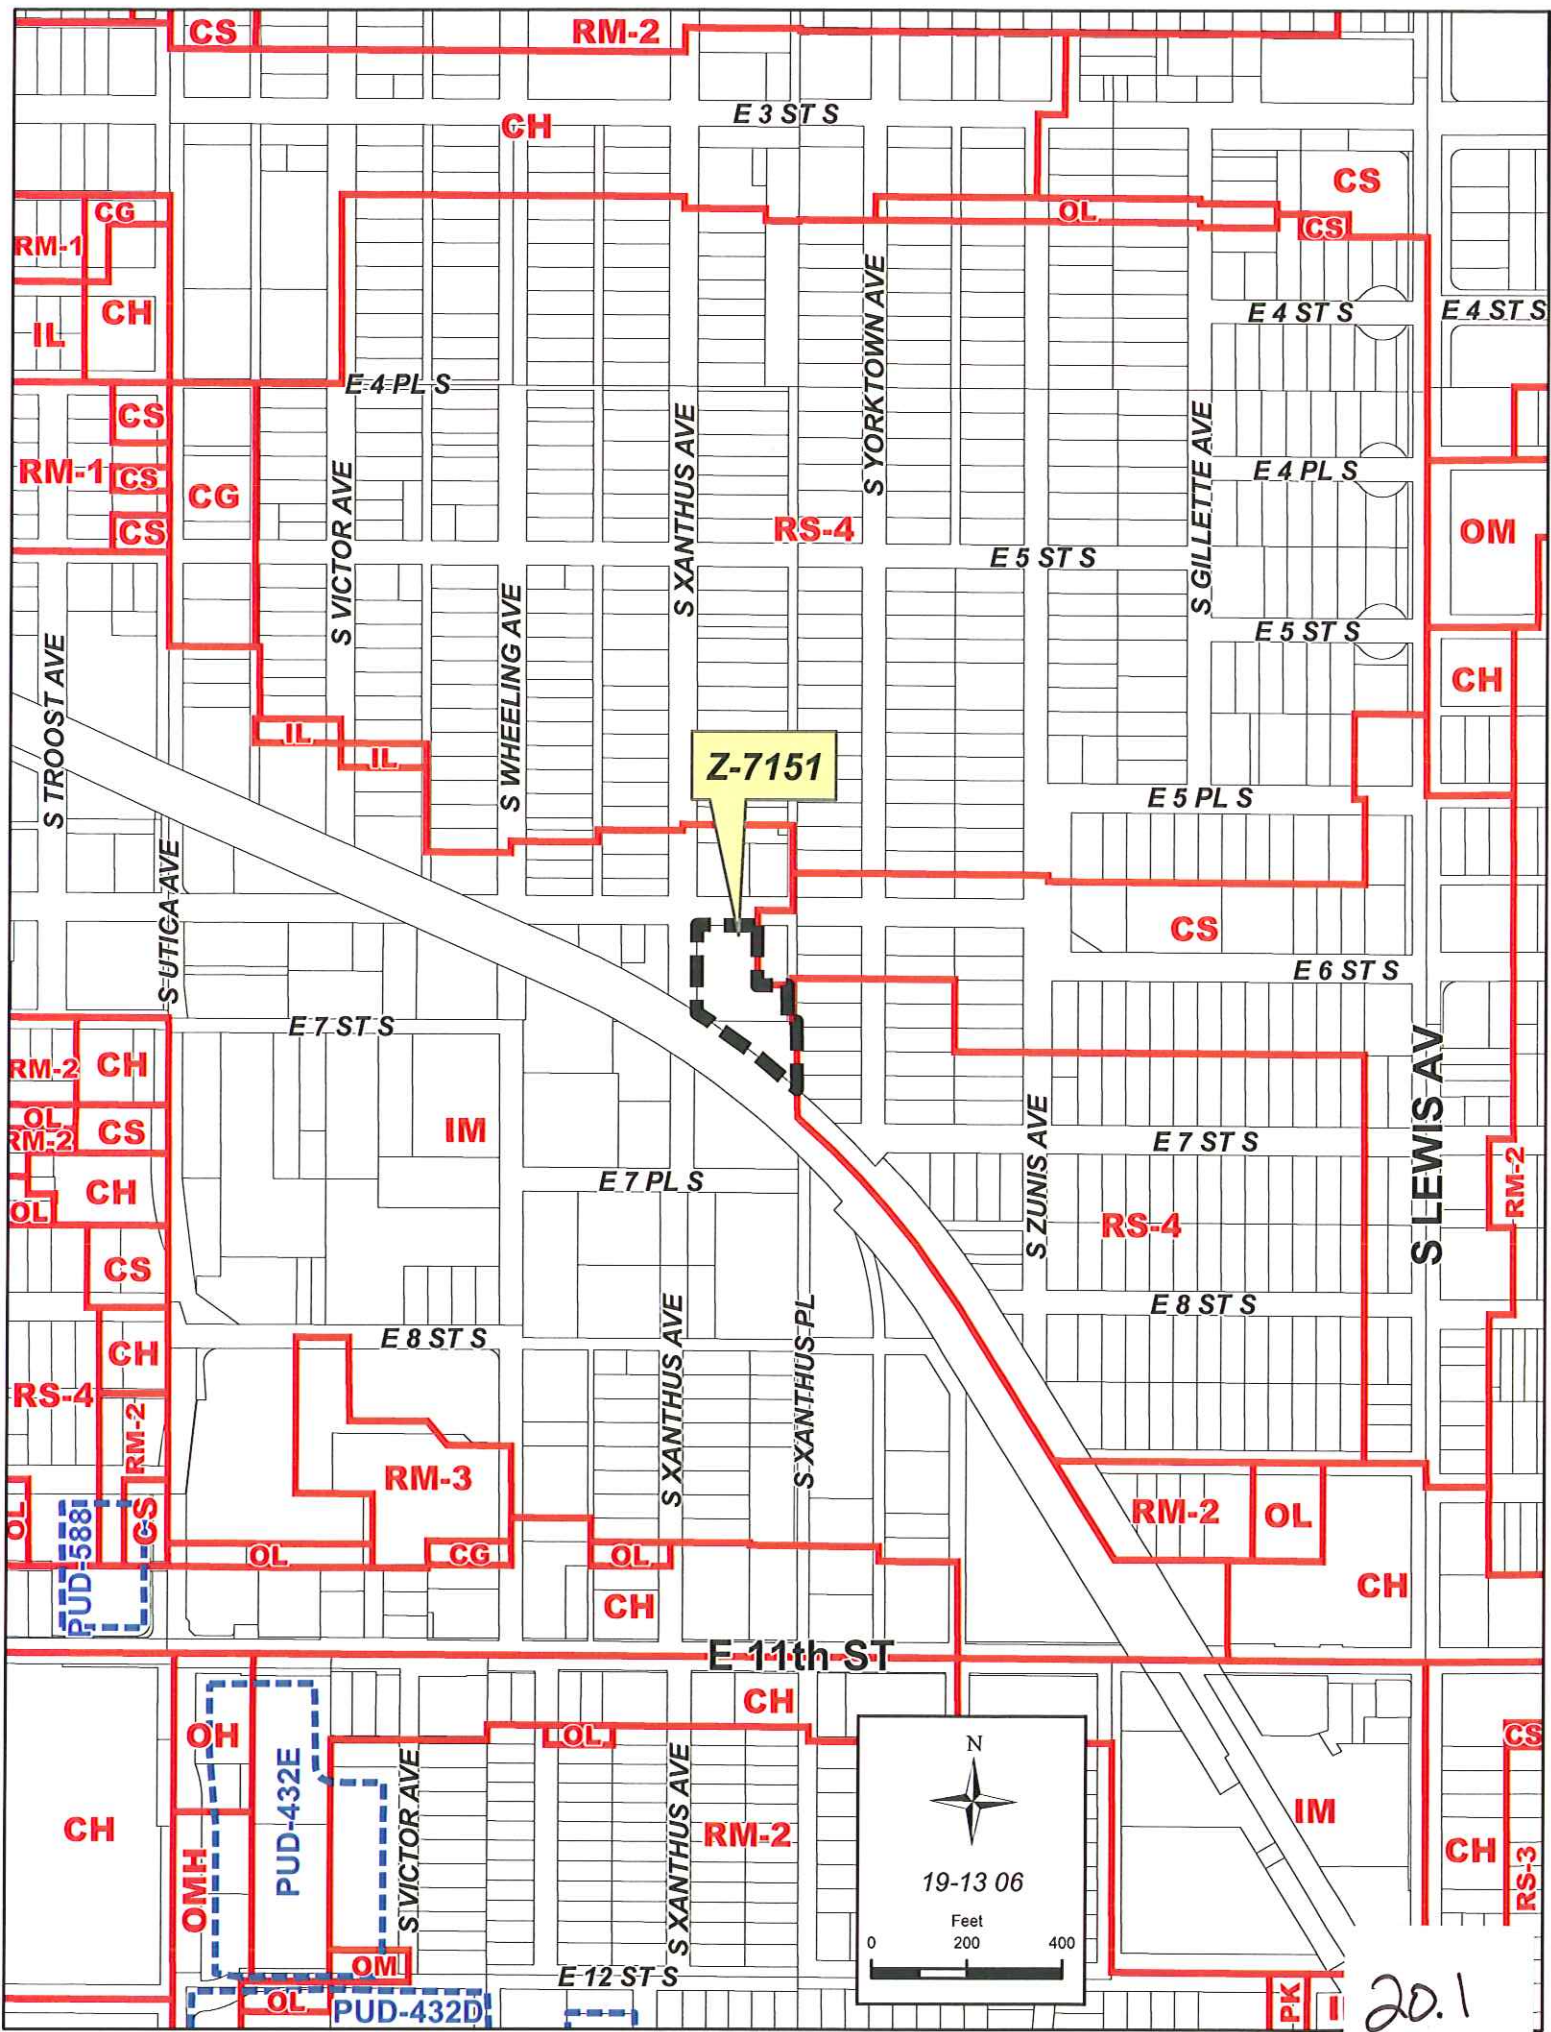 CS
RM-2
E 3 ST S
CH
CS
CG
OL
RM-1
CS
CH
E 4 ST S
E 4 ST S
IL
S YORKTOWN AVE
E 4 PL S
CS
RM-1
CS
CG
S XANTHUS AVE
S GILLETTE AVE
E 4 PL S
CS
S VICTOR AVE
RS-4
OM
E 5 ST S
E 5 ST S
S TROOST AVE
S WHEELING AVE
CH
IL
IL
Z-7151
E 5 PL S
S UTICA AVE
CS
E 6 ST S
E 7 ST S
RM-2
CH
OL
RM-2
CS
IM
S ZUNIS AVE
E 7 ST S
S LEWIS AV
RM-2
CH
OL
E 7 PL S
RS-4
CS
E 8 ST S
CH
E 8 ST S
S XANTHUS AVE
S XANTHUS PL
RS-4
RM-2
RM-3
OL
PUD-588
CS
RM-2
OL
OL
CG
OL
CH
CH
E 11th ST
CH
OH
OL
CS
PUD-432E
S VICTOR AVE
S XANTHUS AVE
N
CH
RM-2
IM
CH
OMH
RS-3
19-13 06
Feet
0 200 400
OM
E 12 ST S
OL
PUD-432D
PK
I
20.1